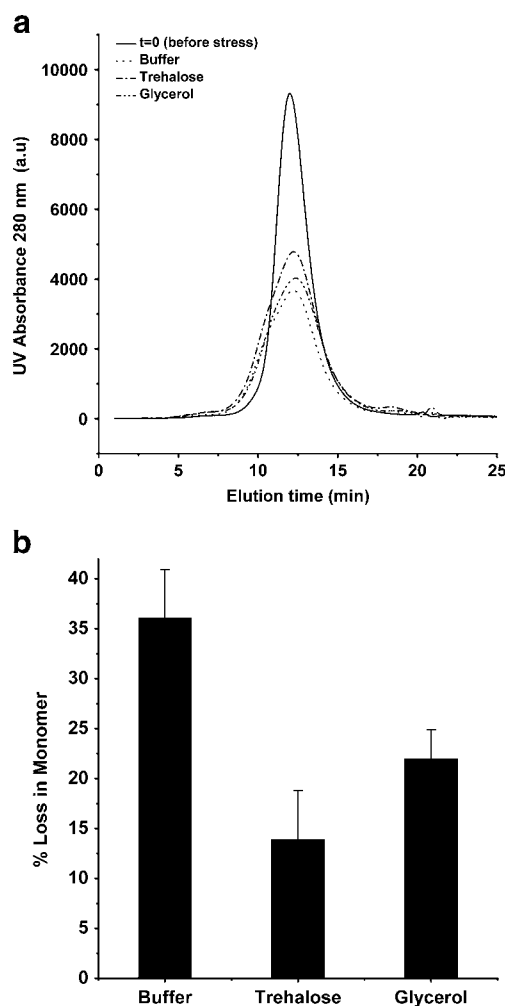 a
t=0 (before stress)
Buffer
Trehalose
Glycerol
10000
8000
6000
4000
2000
0
UV Absorbance 280 nm (a.u)
0 5 10 15 20 25
Elution time (min)
b
40
35
30
25
20
15
10
5
0
% Loss in Monomer
Buffer Trehalose Glycerol